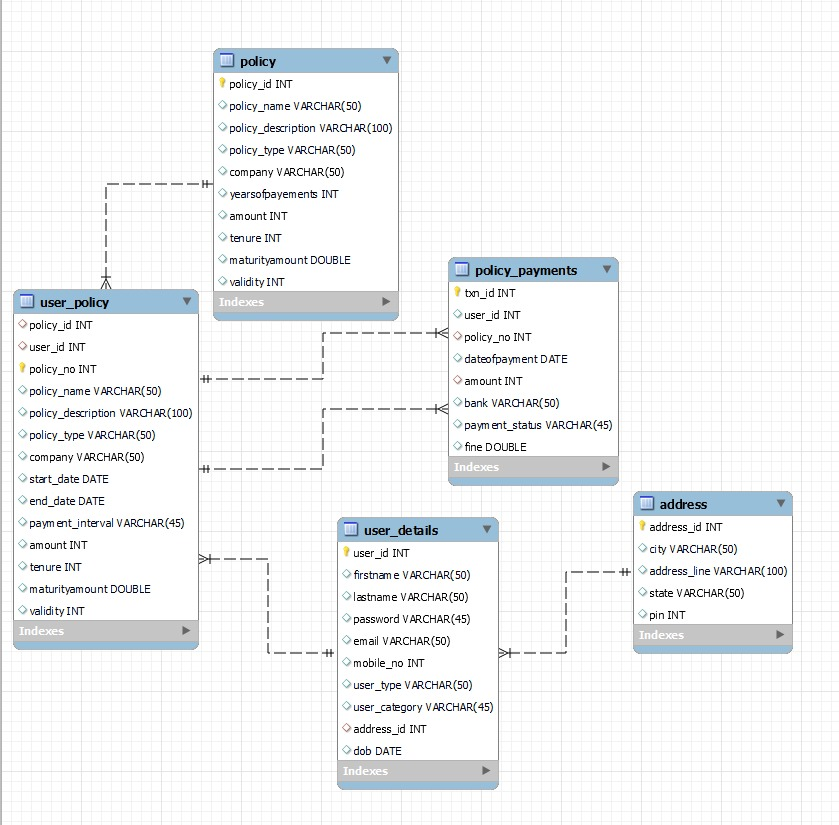 policy
policy_id INT
policy_name VARCHAR(50)
policy_description VARCHAR(100)
policy_type VARCHAR(50)
company VARCHAR(50)
yearsofpayements INT
amount INT
tenure INT
maturityamount DOUBLE
validity INT
Indexes
user_policy
policy_id INT
user_id INT
policy_no INT
policy_name VARCHAR(50)
policy_description VARCHAR(100)
policy_type VARCHAR(50)
company VARCHAR(50)
start_date DATE
end_date DATE
payment_interval VARCHAR(45)
amount INT
tenure INT
maturityamount DOUBLE
validity INT
Indexes
policy_payments
txn_id INT
user_id INT
policy_no INT
dateofpayment DATE
amount INT
bank VARCHAR(50)
payment_status VARCHAR(45)
fine DOUBLE
Indexes
user_details
user_id INT
firstname VARCHAR(50)
lastname VARCHAR(50)
password VARCHAR(45)
email VARCHAR(50)
mobile_no INT
user_type VARCHAR(50)
user_category VARCHAR(45)
address_id INT
dob DATE
Indexes
address
address_id INT
city VARCHAR(50)
address_line VARCHAR(100)
state VARCHAR(50)
pin INT
Indexes